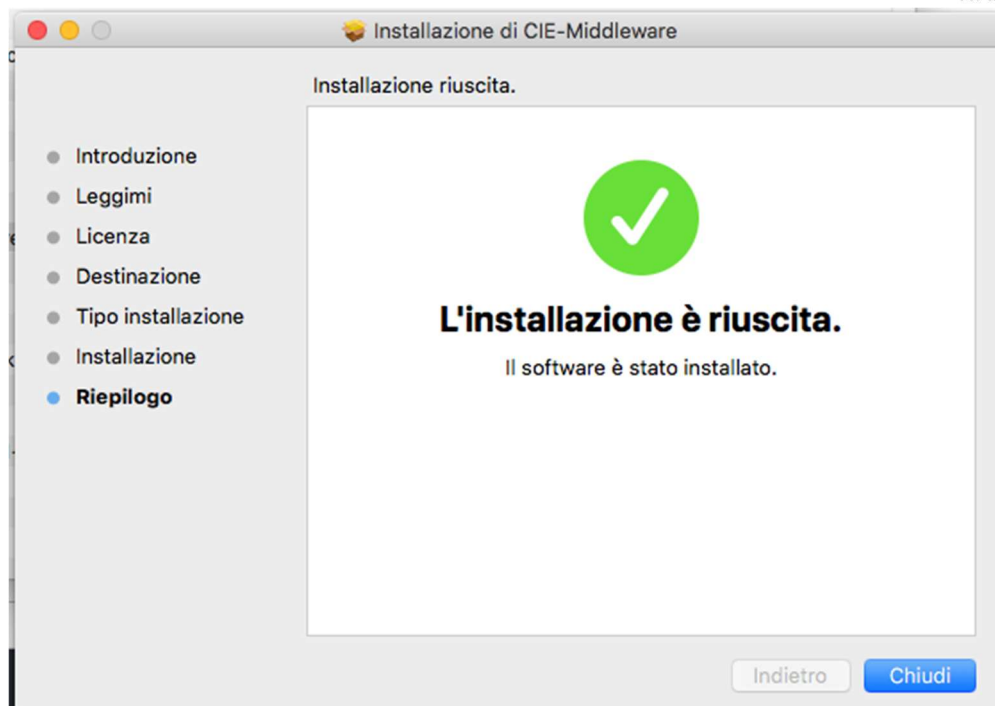 Installazione di CIE-Middleware
Installazione riuscita.
Introduzione
Leggimi
Licenza
Destinazione
Tipo installazione
Installazione
Riepilogo
L'installazione è riuscita.
Il software è stato installato.
Indietro
Chiudi